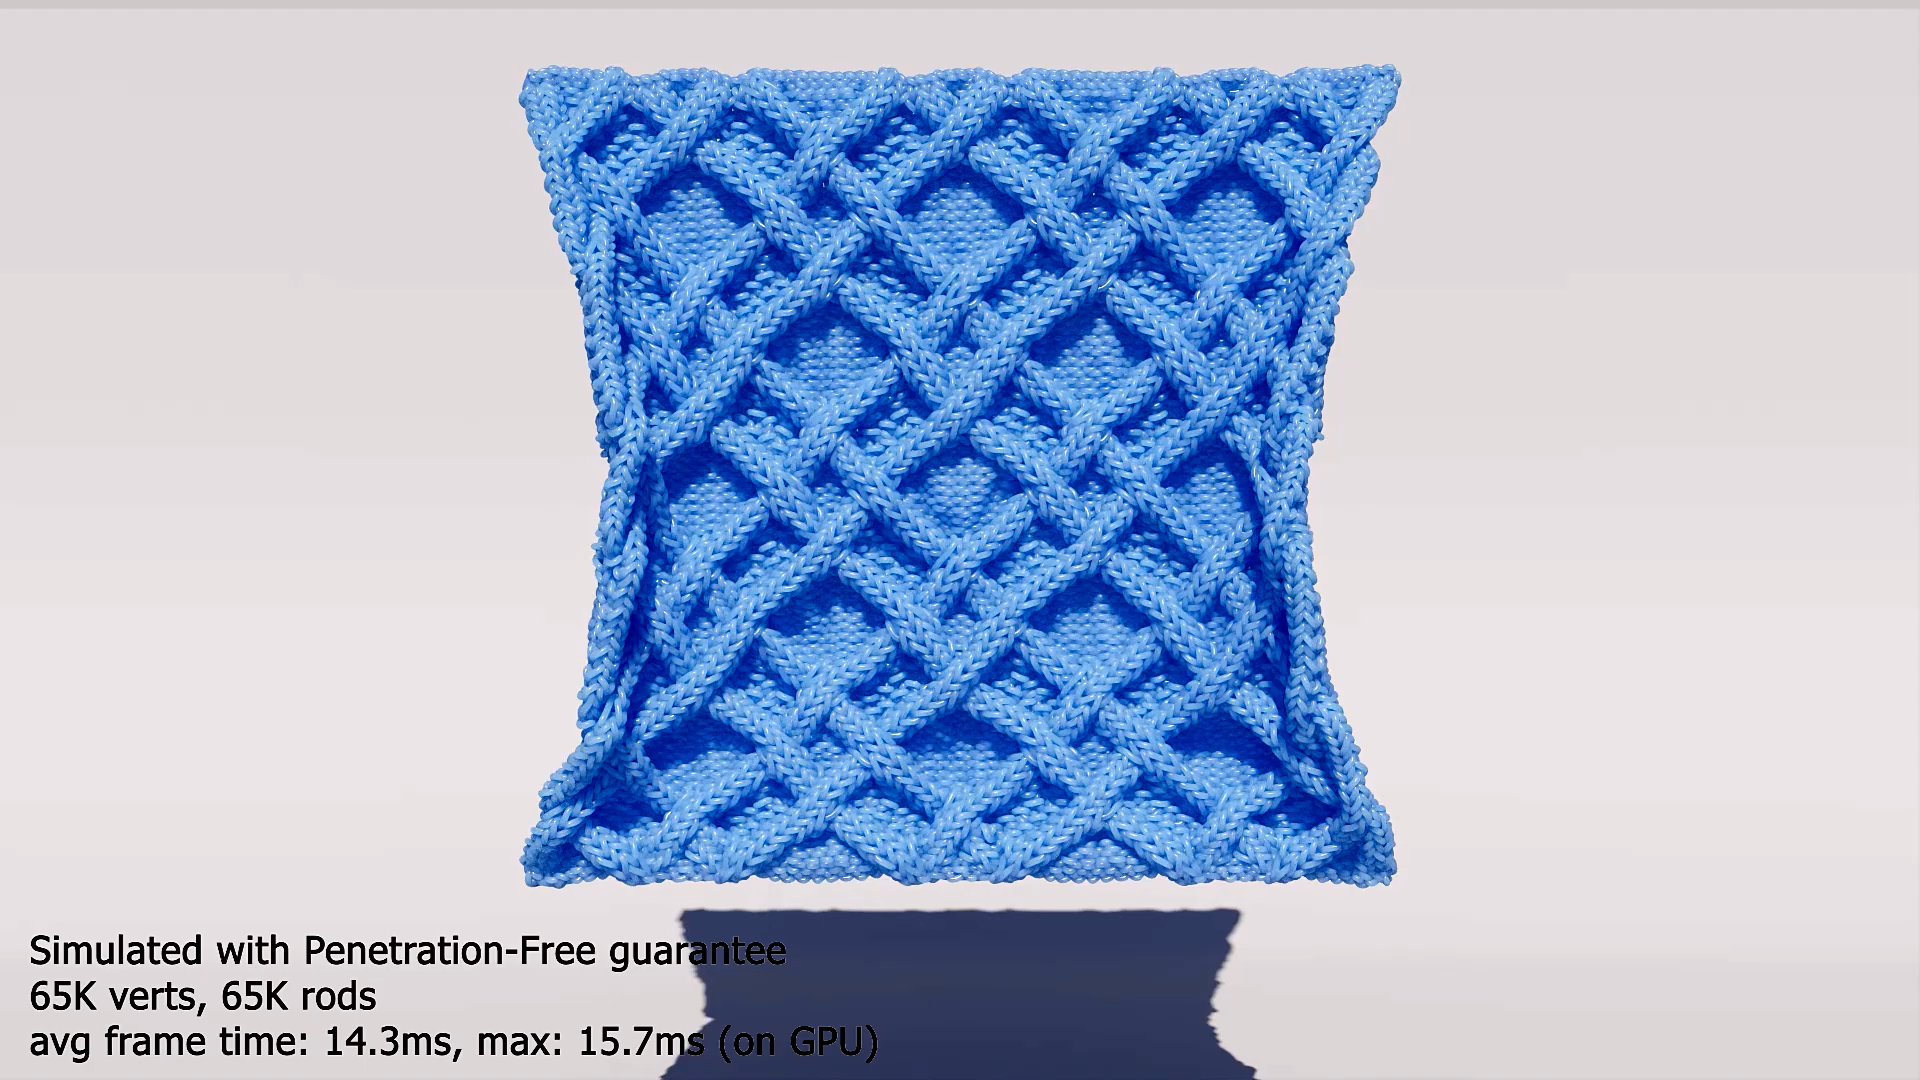 Simulated with Penetration-Free guarantee
65K verts, 65K rods
avg frame time: 14.3ms, max: 15.7ms (on GPU)